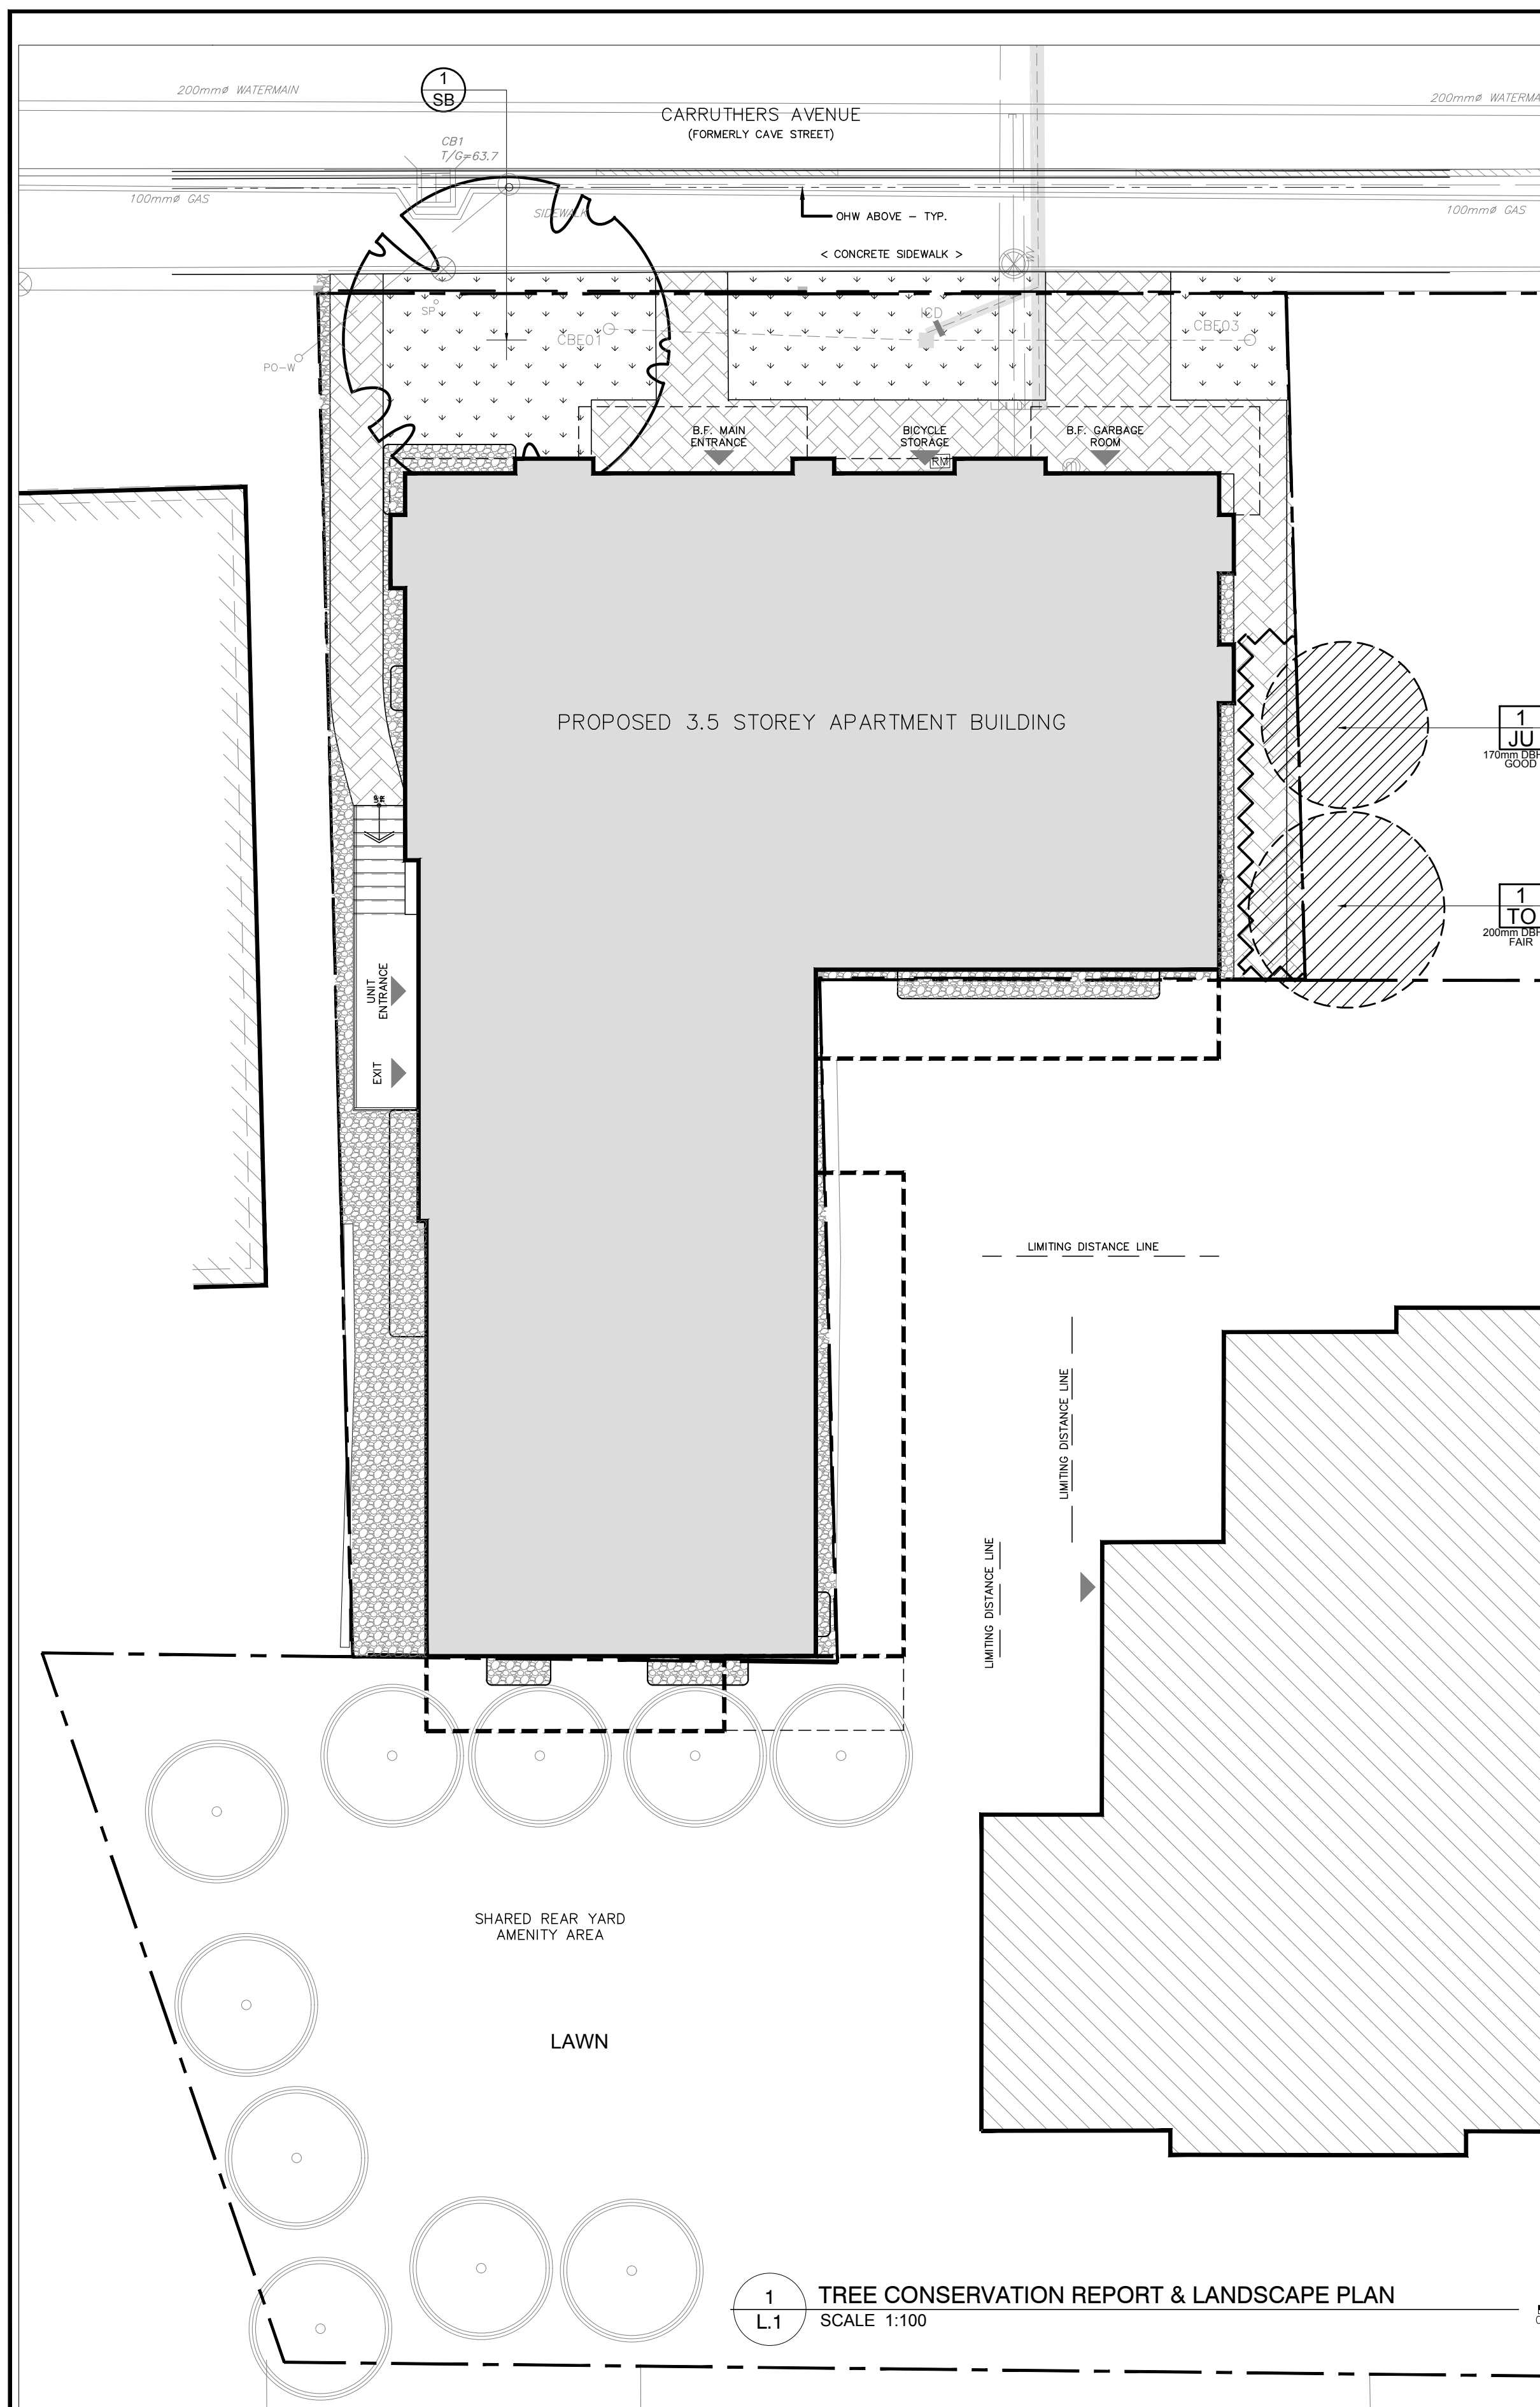 200mmø WATERMAIN
1
SB
CARRUTHERS AVENUE
(FORMERLY CAVE STREET)
200mmø WATERMA
CB1
T/G=63.7
100mmø GAS
SIDEWALK
OHW ABOVE – TYP.
100mmø GAS
< CONCRETE SIDEWALK >
SP
ICD
CBE01
CBE03
PO-W
B.F. MAIN
ENTRANCE
BICYCLE
STORAGE
RM
B.F. GARBAGE
ROOM
PROPOSED 3.5 STOREY APARTMENT BUILDING
1
JU
170mm DBH
GOOD
UP
1
TO
200mm DBH
FAIR
UNIT
ENTRANCE
EXIT
LIMITING DISTANCE LINE
LIMITING DISTANCE LINE
LIMITING DISTANCE LINE
SHARED REAR YARD
AMENITY AREA
LAWN
1
L.1
TREE CONSERVATION REPORT & LANDSCAPE PLAN
SCALE 1:100